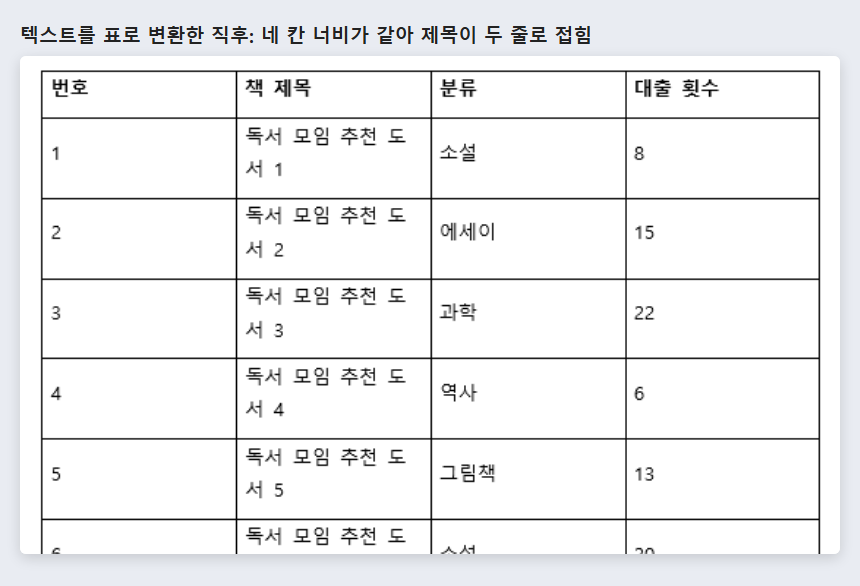 텍스트를 표로 변환한 직후: 네 칸 너비가 같아 제목이 두 줄로 접힘
번호 책 제목 분류 대출 횟수
1 독서 모임 추천 도서 1 소설 8
2 독서 모임 추천 도서 2 에세이 15
3 독서 모임 추천 도서 3 과학 22
4 독서 모임 추천 도서 4 역사 6
5 독서 모임 추천 도서 5 그림책 13
독서 모임 추천 도